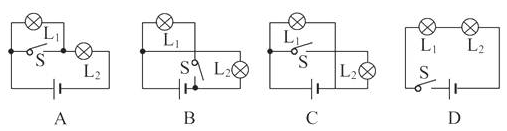 L₁ L₁ L₁ L₁ L₂
S L₂ S L₂ S L₂ S
A B C D